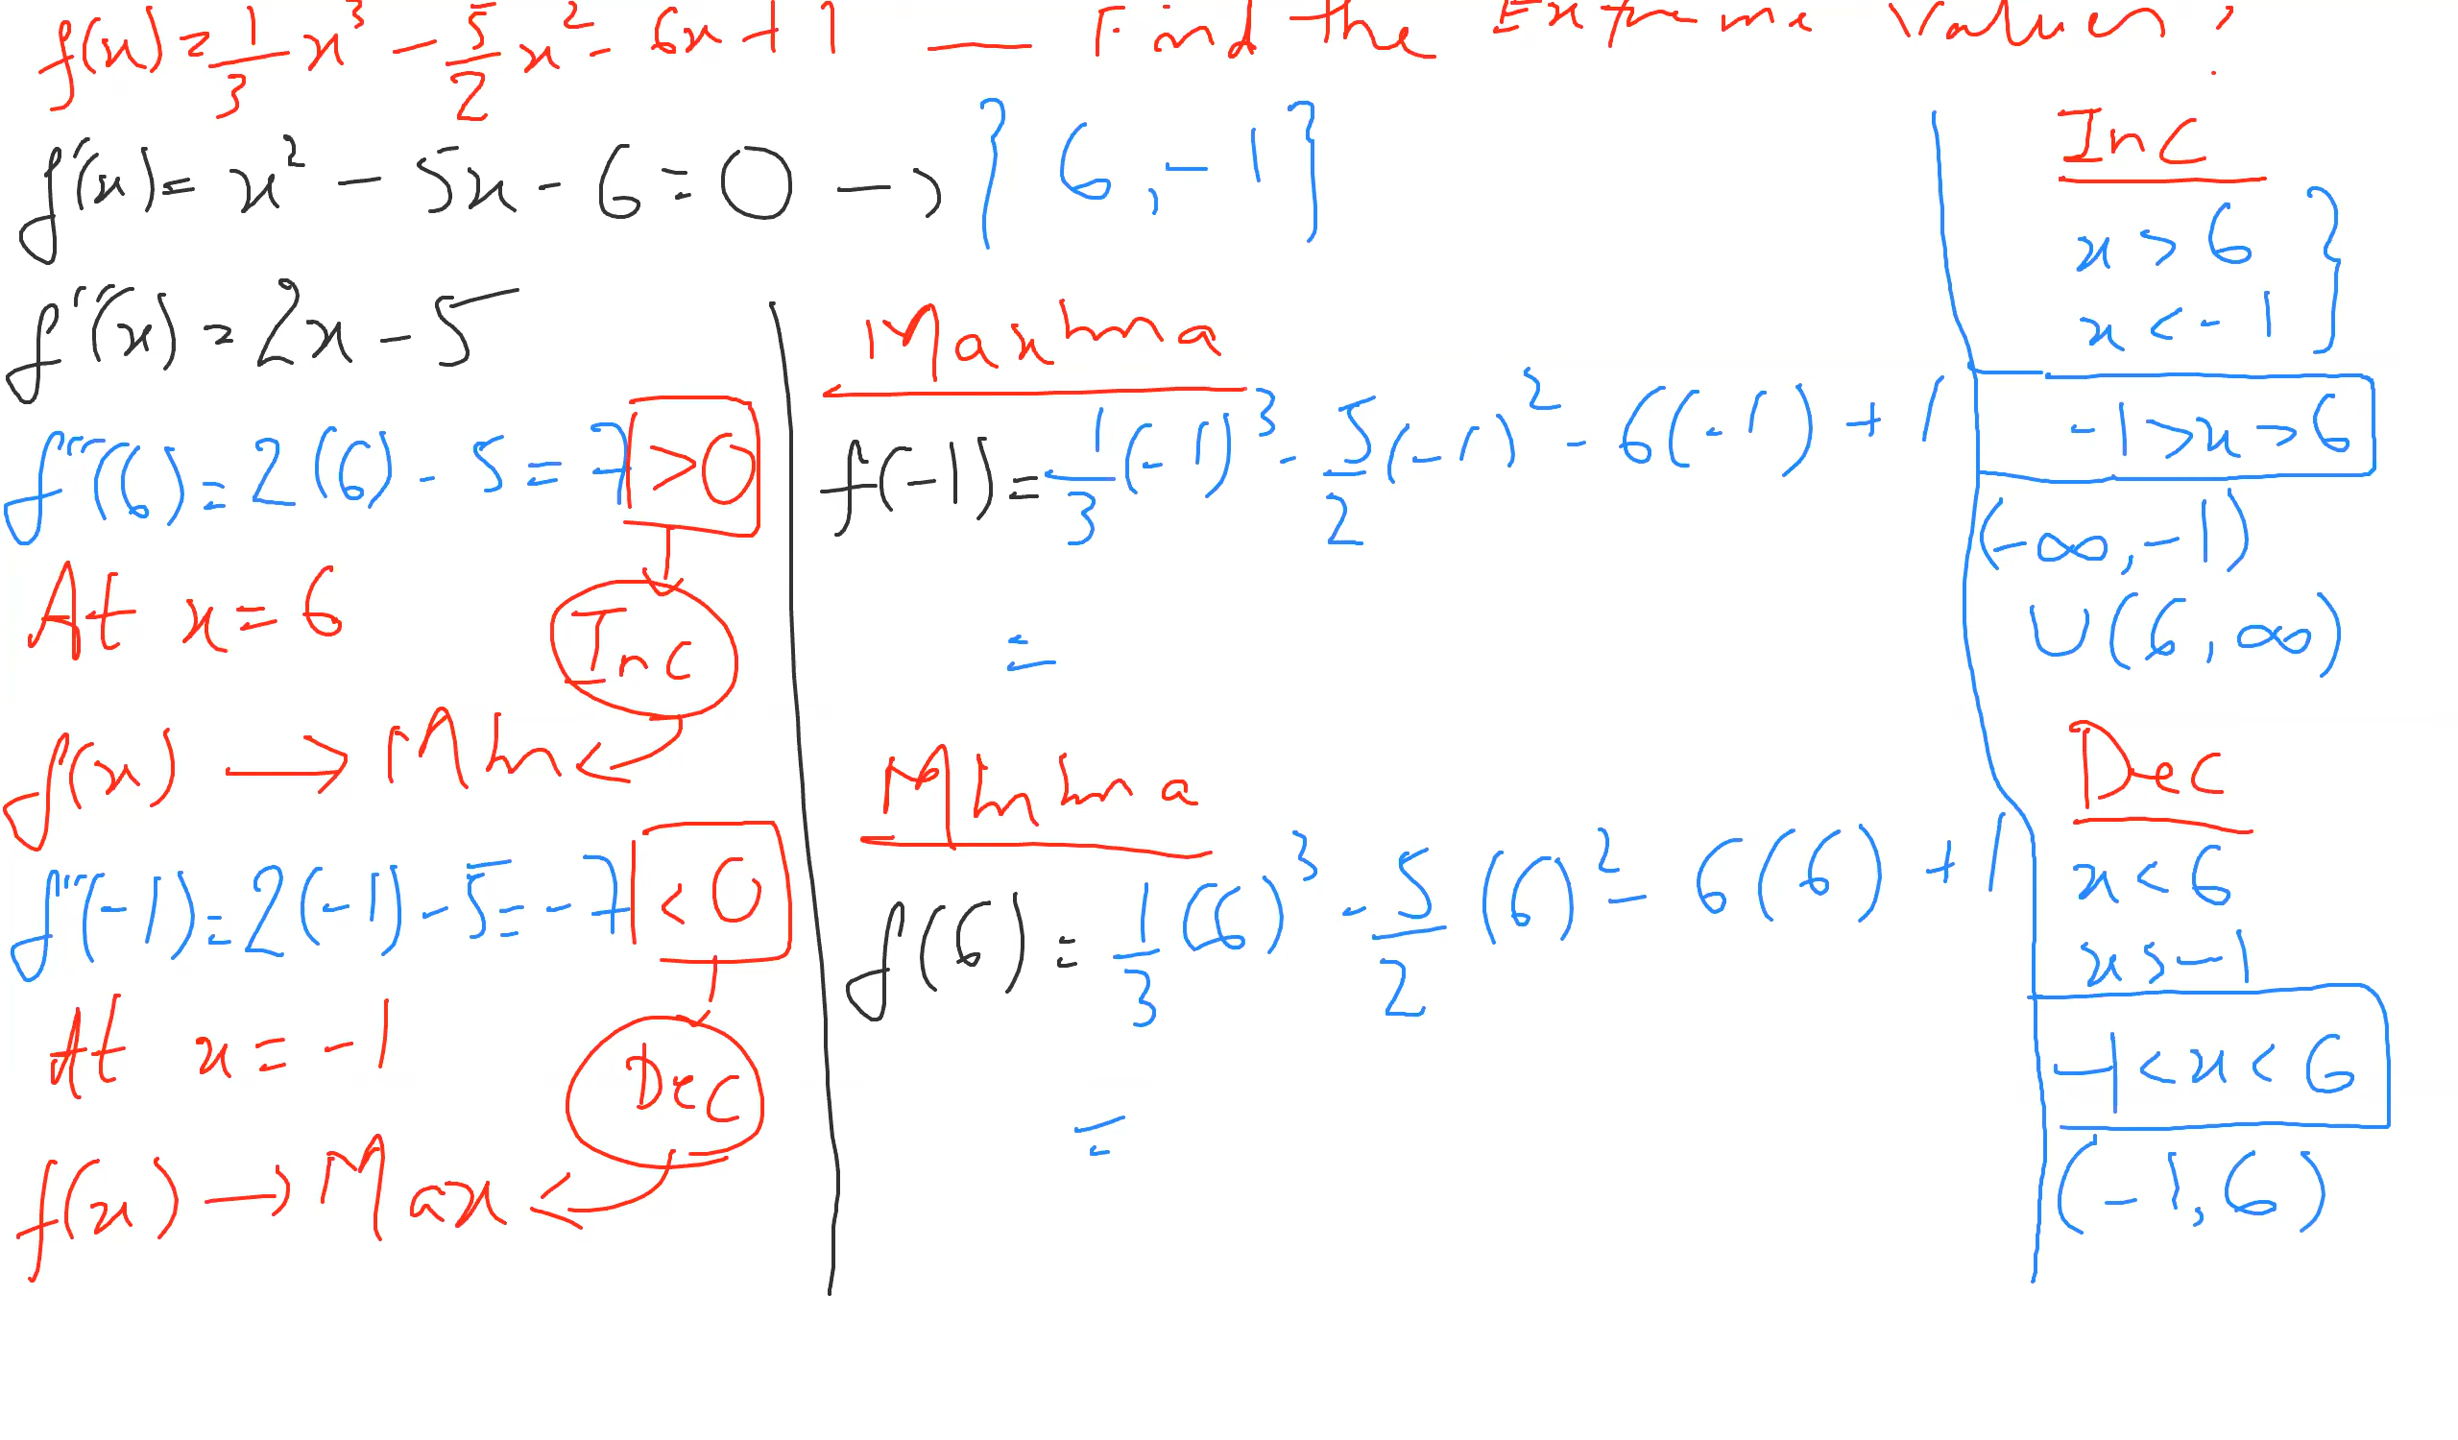 f(x) = 1/3 x³ - 5/2 x² - 6x + 1 — Find the Extreme Values ?
f'(x) = x² - 5x - 6 = 0 → {6, -1}
f''(x) = 2x - 5
f''(6) = 2(6) - 5 = 7 > 0
Inc
At x = 6
f(x) → Min
f''(-1) = 2(-1) - 5 = -7 < 0
Dec
At x = -1
f(x) → Max
Maxima
f(-1) = 1/3 (-1)³ - 5/2 (-1)² - 6(-1) + 1
=
Minima
f(6) = 1/3 (6)³ - 5/2 (6)² - 6(6) + 1
=
Inc
x > 6
x < -1
-1 > x > 6
(-∞, -1)
∪ (6, ∞)
Dec
x < 6
x > -1
-1 < x < 6
(-1, 6)